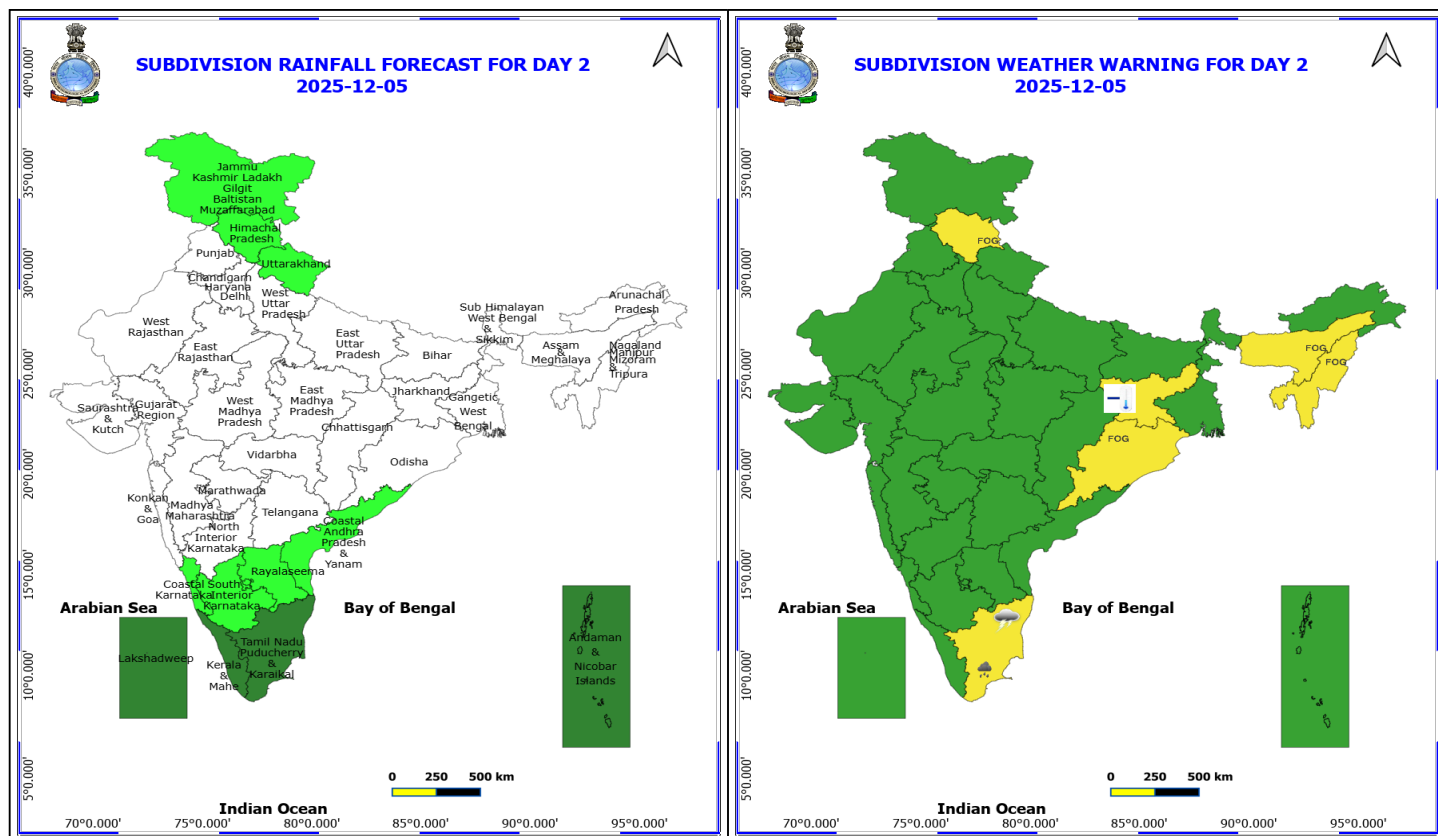 SUBDIVISION RAINFALL FORECAST FOR DAY 2
2025-12-05
40°0.000'
35°0.000'
30°0.000'
25°0.000'
20°0.000'
15°0.000'
10°0.000'
5°0.000'
Jammu
Kashmir Ladakh
Gilgit
Baltistan
Muzaffarabad
Himachal
Pradesh
Punjab
Uttarakhand
Chandigarh
Haryana
Delhi
West
Uttar
Pradesh
West
Rajasthan
East
Rajasthan
East
Uttar
Pradesh
Bihar
Sub Himalayan
West Bengal
&
Sikkim
Arunachal
Pradesh
Assam
&
Meghalaya
Nagaland
Manipur
Mizoram
&
Tripura
Saurashtra
&
Kutch
Gujarat
Region
West
Madhya
Pradesh
East
Madhya
Pradesh
Jharkhand
Gangetic
West
Bengal
Chhattisgarh
Vidarbha
Odisha
Konkan
&
Goa
Madhya
Maharashtra
Marathwada
North
Interior
Karnataka
Telangana
Coastal
Andhra
Pradesh
&
Yanam
Rayalaseema
Coastal
Karnataka
South
Interior
Karnataka
Arabian Sea
Bay of Bengal
Lakshadweep
Kerala
&
Mahe
Tamil Nadu
Puducherry
&
Karaikal
Andaman
&
Nicobar
Islands
0 250 500 km
Indian Ocean
70°0.000' 75°0.000' 80°0.000' 85°0.000' 90°0.000' 95°0.000'
SUBDIVISION WEATHER WARNING FOR DAY 2
2025-12-05
40°0.000'
35°0.000'
30°0.000'
25°0.000'
20°0.000'
15°0.000'
10°0.000'
5°0.000'
FOG
FOG
FOG
FOG
Arabian Sea
Bay of Bengal
0 250 500 km
Indian Ocean
70°0.000' 75°0.000' 80°0.000' 85°0.000' 90°0.000' 95°0.000'